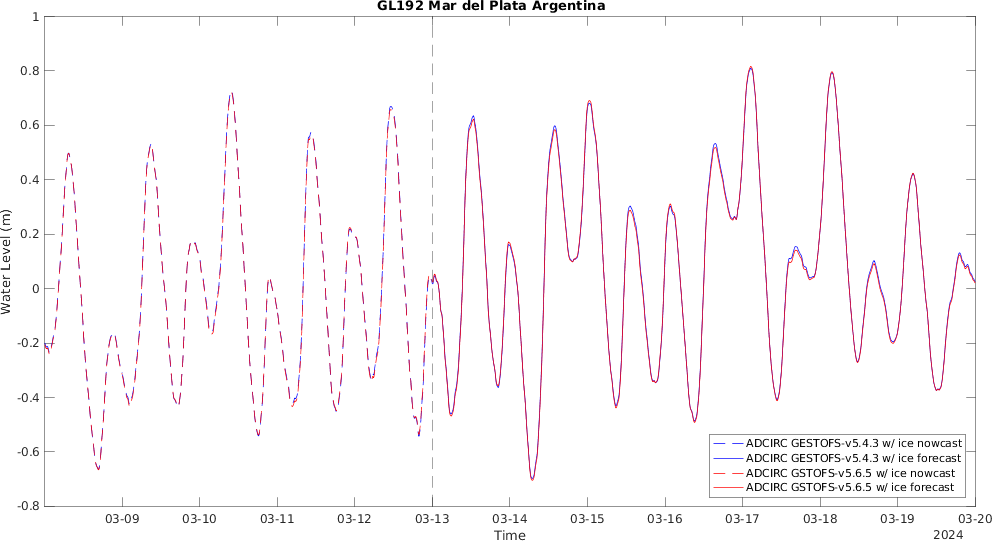 GL192 Mar del Plata Argentina
1
0.8
0.6
0.4
0.2
0
-0.2
-0.4
-0.6
-0.8
Water Level (m)
ADCIRC GESTOFS-v5.4.3 w/ ice nowcast
ADCIRC GESTOFS-v5.4.3 w/ ice forecast
ADCIRC GSTOFS-v5.6.5 w/ ice nowcast
ADCIRC GSTOFS-v5.6.5 w/ ice forecast
03-09 03-10 03-11 03-12 03-13 03-14 03-15 03-16 03-17 03-18 03-19 03-20
Time
2024